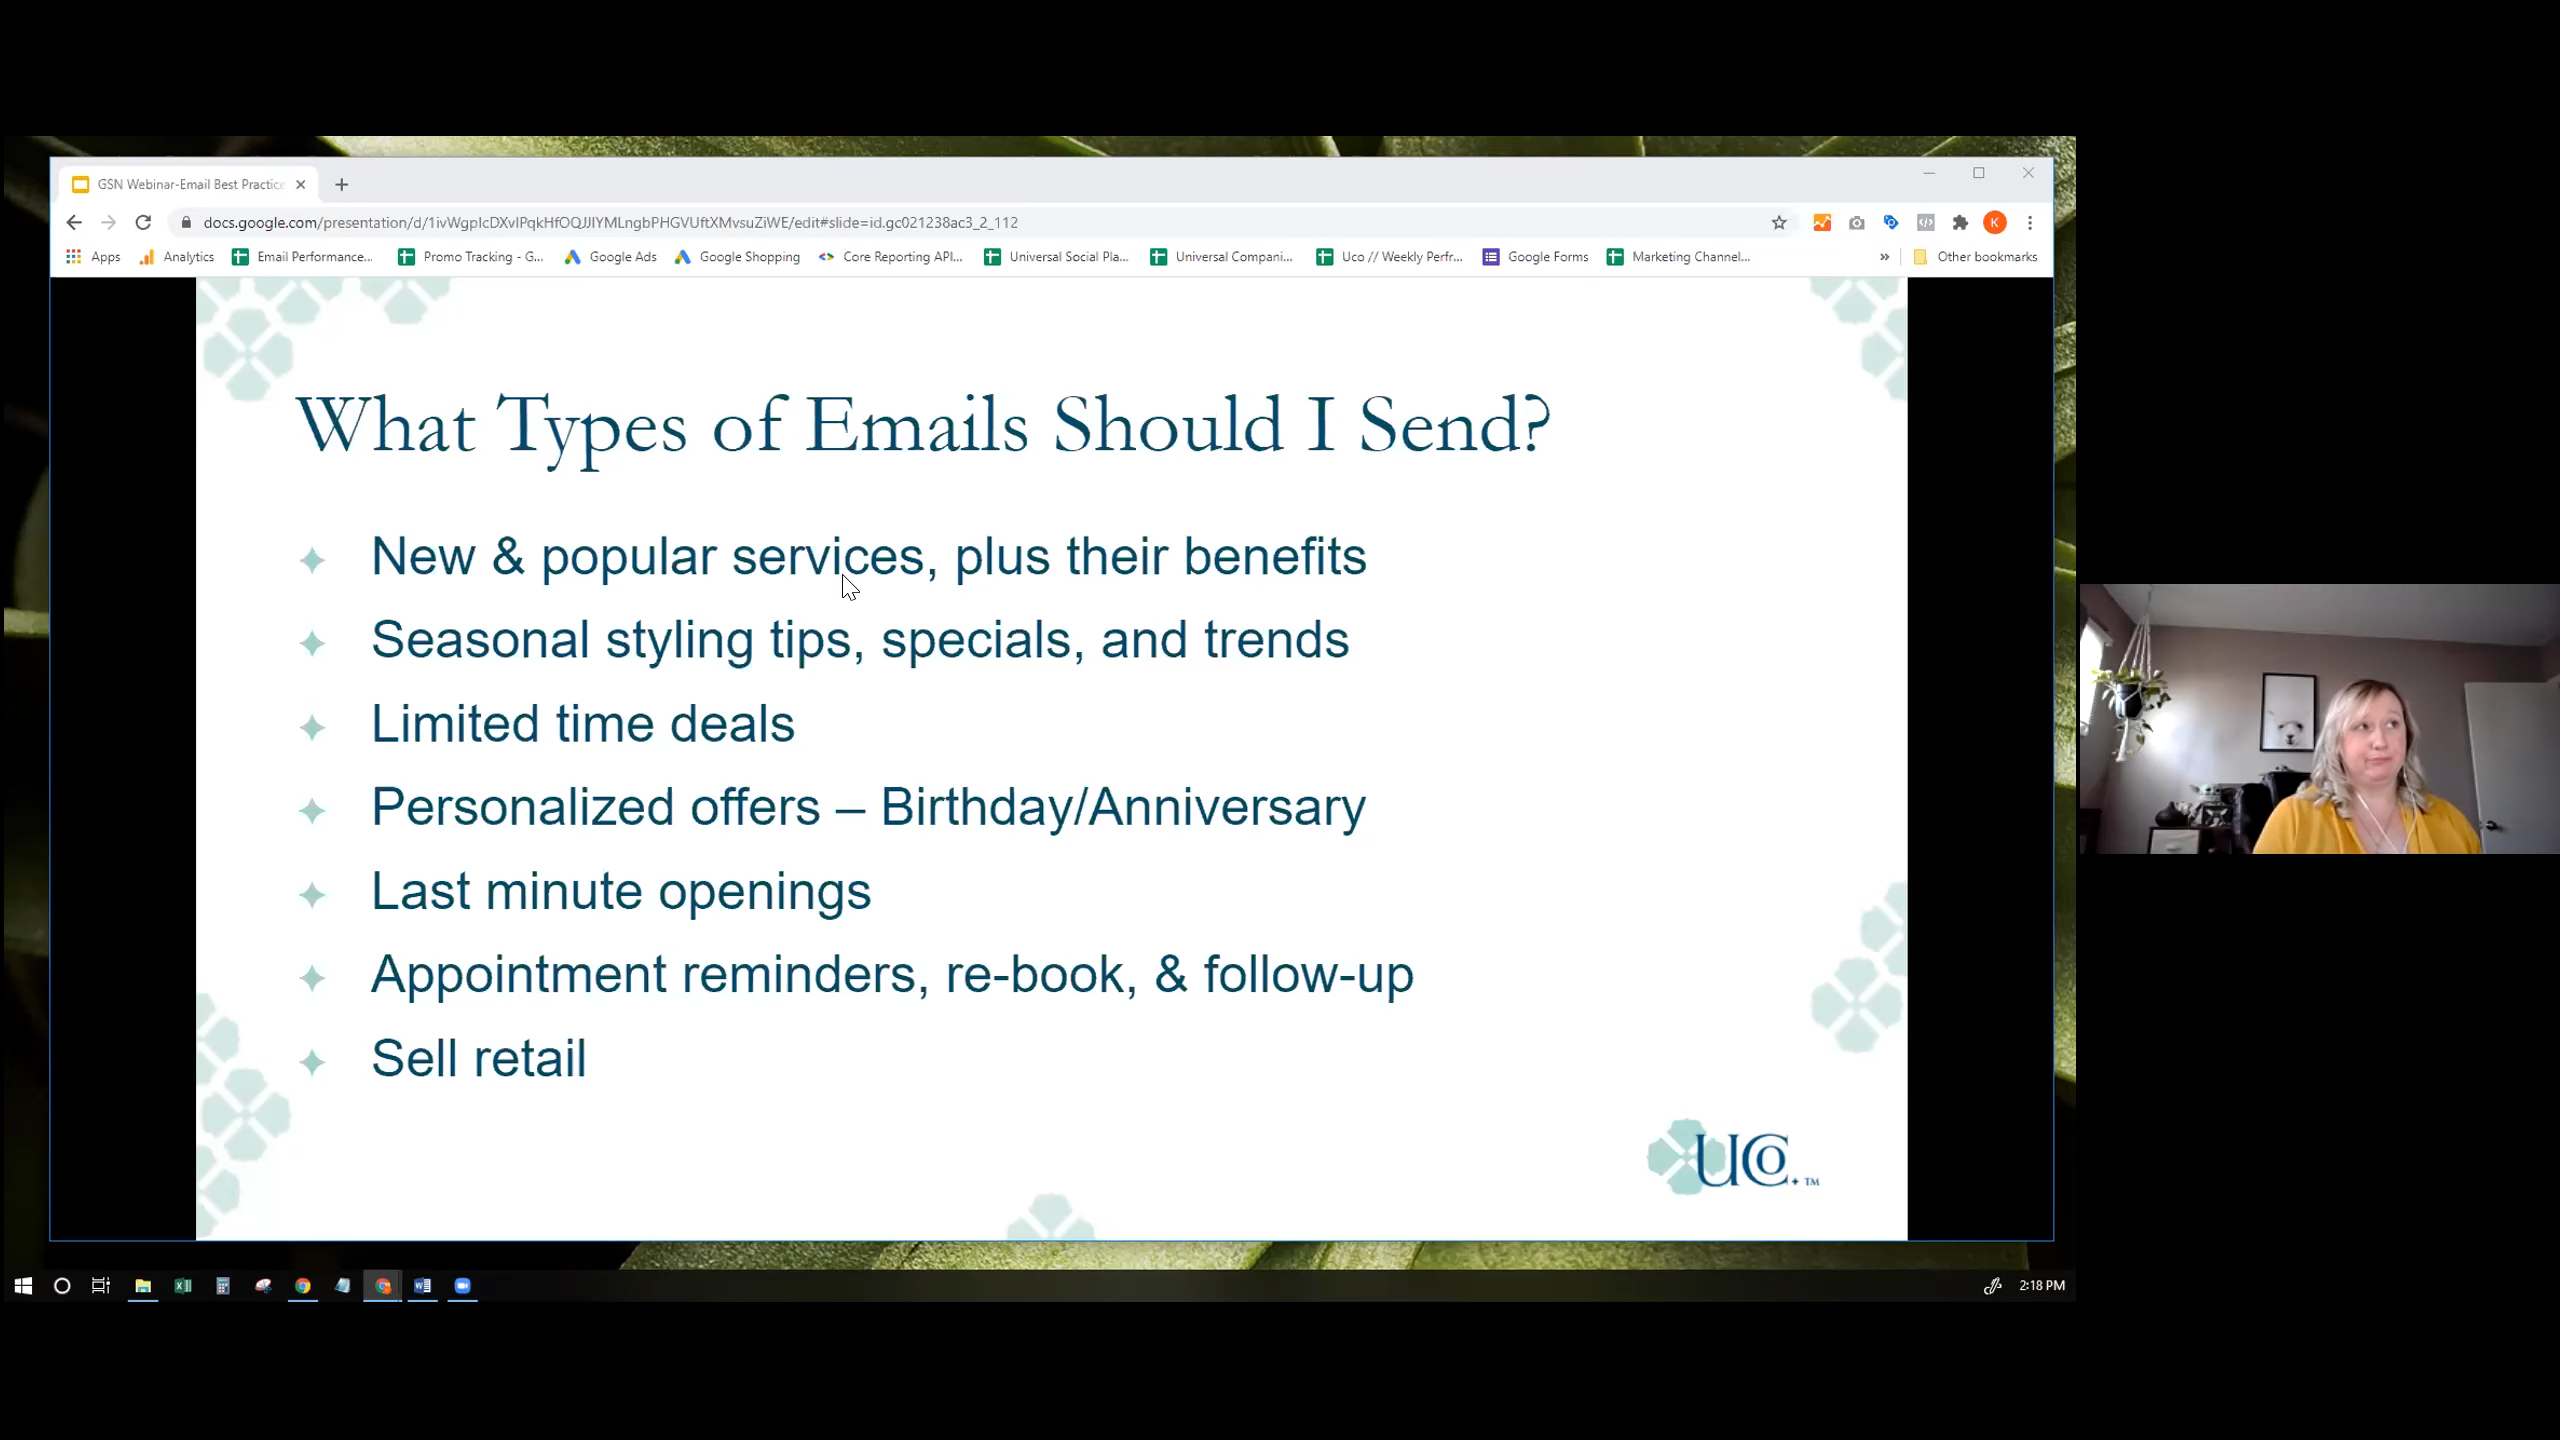 GSN Webinar-Email Best Practice
docs.google.com/presentation/d/1ivWgpIcDXvIPqkHfOQJJIYMLngbPHGVUftXMvsuZiWE/edit#slide=id.gc021238ac3_2_112
K
Apps Analytics Email Performance... Promo Tracking - G... Google Ads Google Shopping Core Reporting API... Universal Social Pla... Universal Compani... Uco // Weekly Perfr... Google Forms Marketing Channel... » Other bookmarks
What Types of Emails Should I Send?
New & popular services, plus their benefits
Seasonal styling tips, specials, and trends
Limited time deals
Personalized offers – Birthday/Anniversary
Last minute openings
Appointment reminders, re-book, & follow-up
Sell retail
UCo.™
2:18 PM